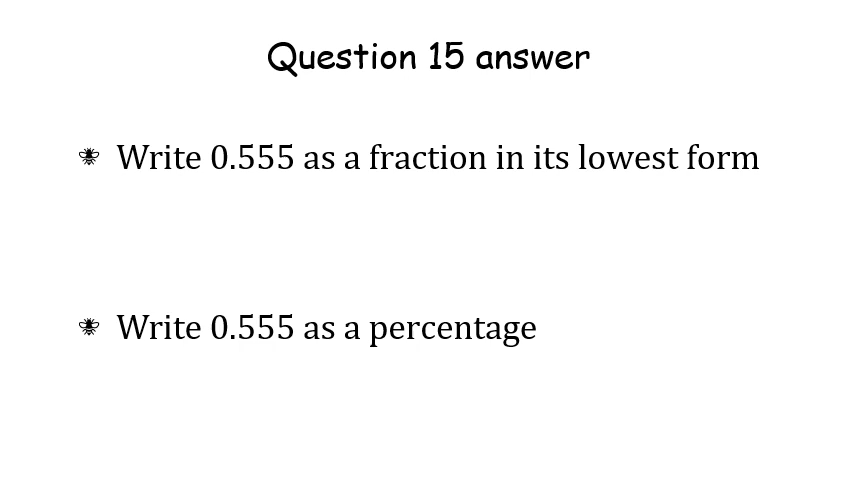 Question 15 answer
Write 0.555 as a fraction in its lowest form
Write 0.555 as a percentage